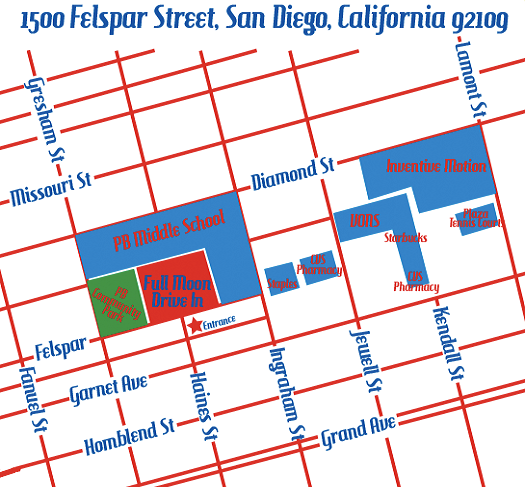 1500 Felspar Street, San Diego, California 92109
Lamont St
Gresham St
Missouri St
Diamond St
Inventive Motion
PB Middle School
VONS
Plaza
Tennis Courts
Starbucks
CVS
Pharmacy
Staples
CVS
Pharmacy
Full Moon
Drive In
PB
Community
Park
Entrance
Felspar
Fanuel St
Garnet Ave
Haines St
Ingraham St
Jewell St
Kendall St
Hornblend St
Grand Ave